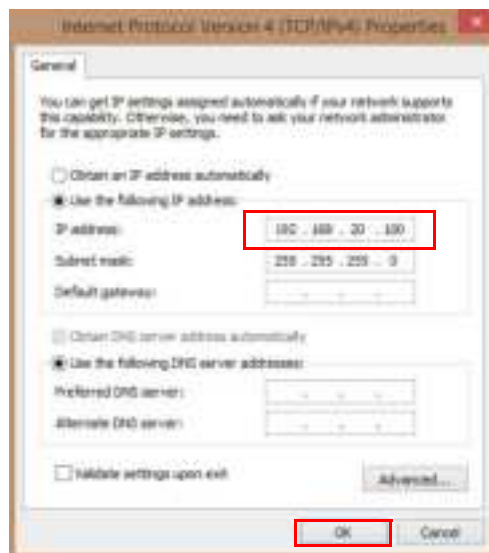 Internet Protocol Version 4 (TCP/IPv4) Properties
General
You can get IP settings assigned automatically if your network supports
this capability. Otherwise, you need to ask your network administrator
for the appropriate IP settings.
Obtain an IP address automatically
Use the following IP address:
IP address: 192 . 168 . 20 . 100
Subnet mask: 255 . 255 . 255 . 0
Default gateway: . . .
Obtain DNS server address automatically
Use the following DNS server addresses:
Preferred DNS server: . . .
Alternate DNS server: . . .
Validate settings upon exit
Advanced...
OK Cancel